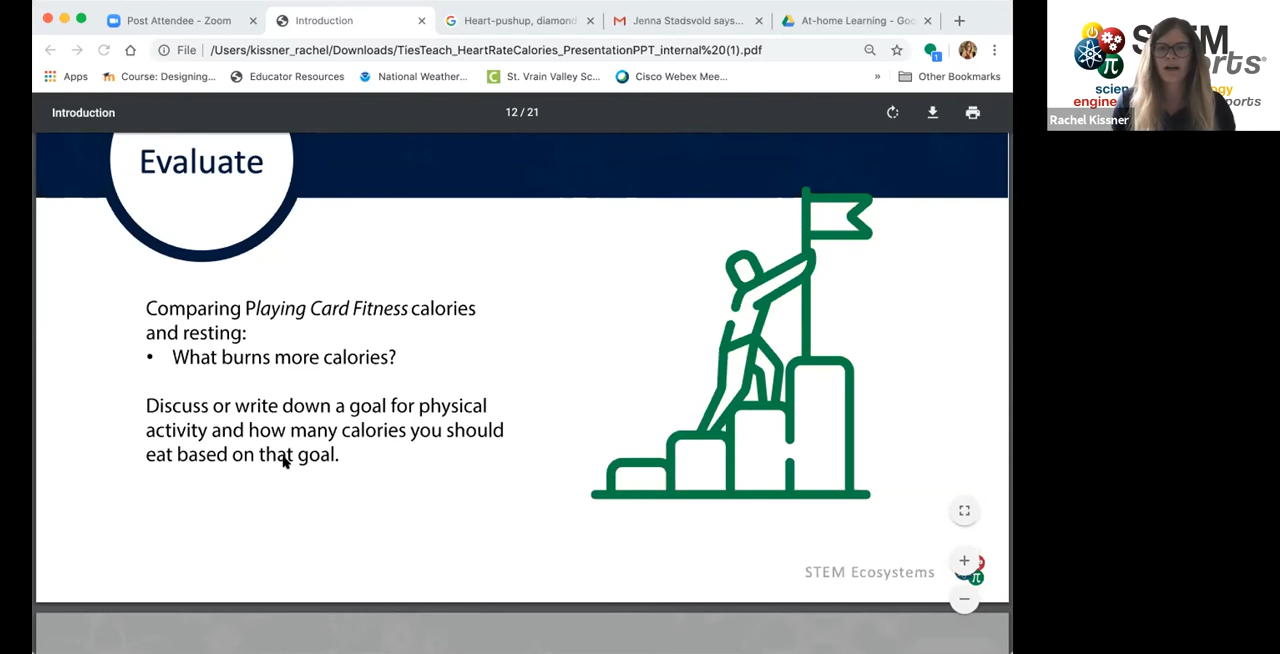 Post Attendee - Zoom
Introduction
Heart-pushup, diamond
Jenna Stadsvold says...
At-home Learning - Goo
File
/Users/kissner_rachel/Downloads/TiesTeach_HeartRateCalories_PresentationPPT_internal%20(1).pdf
1
Apps
Course: Designing...
Educator Resources
National Weather...
St. Vrain Valley Sc...
Cisco Webex Mee...
»
Other Bookmarks
Introduction
12 / 21
Evaluate
Comparing Playing Card Fitness calories
and resting:
• What burns more calories?
Discuss or write down a goal for physical
activity and how many calories you should
eat based on that goal.
STEM Ecosystems
π
STEM
π
Rachel Kissner